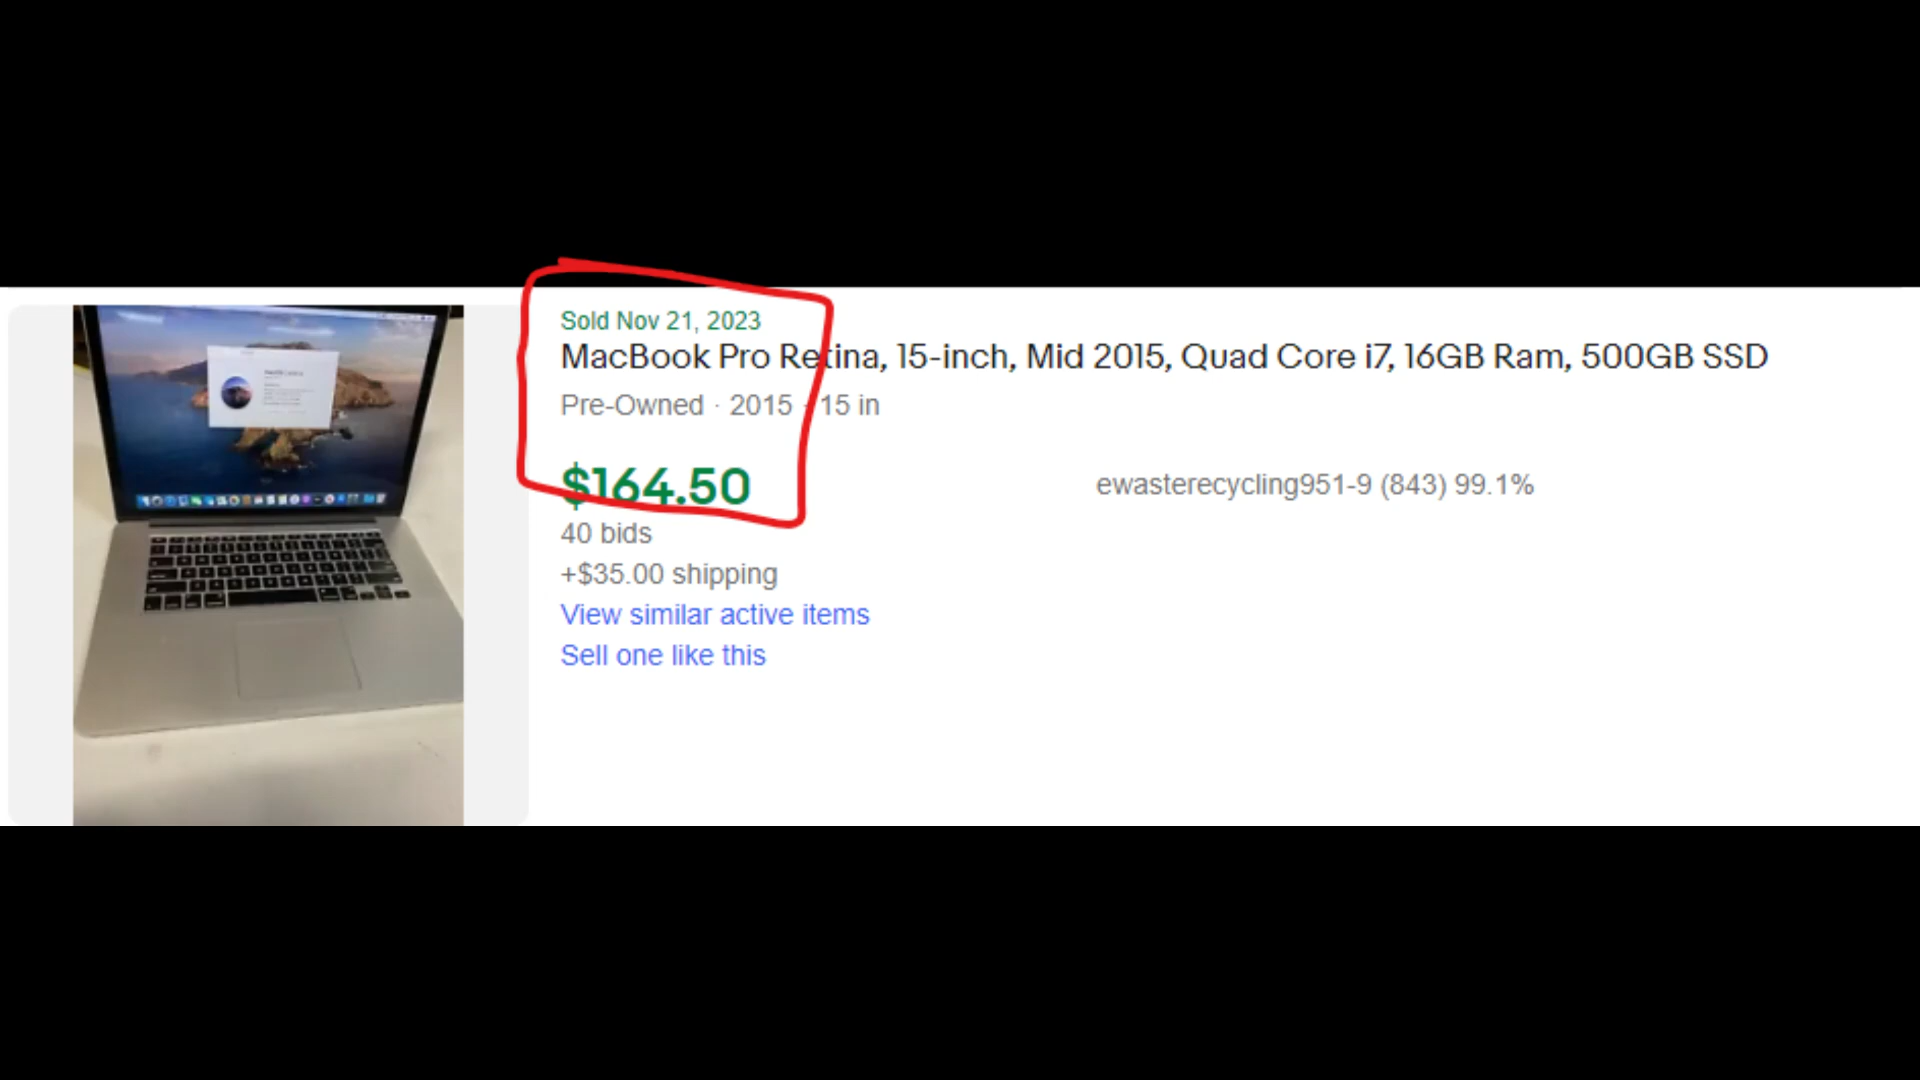 Sold Nov 21, 2023
MacBook Pro Retina, 15-inch, Mid 2015, Quad Core i7, 16GB Ram, 500GB SSD
Pre-Owned · 2015 · 15 in
$164.50
ewasterecycling951-9 (843) 99.1%
40 bids
+$35.00 shipping
View similar active items
Sell one like this